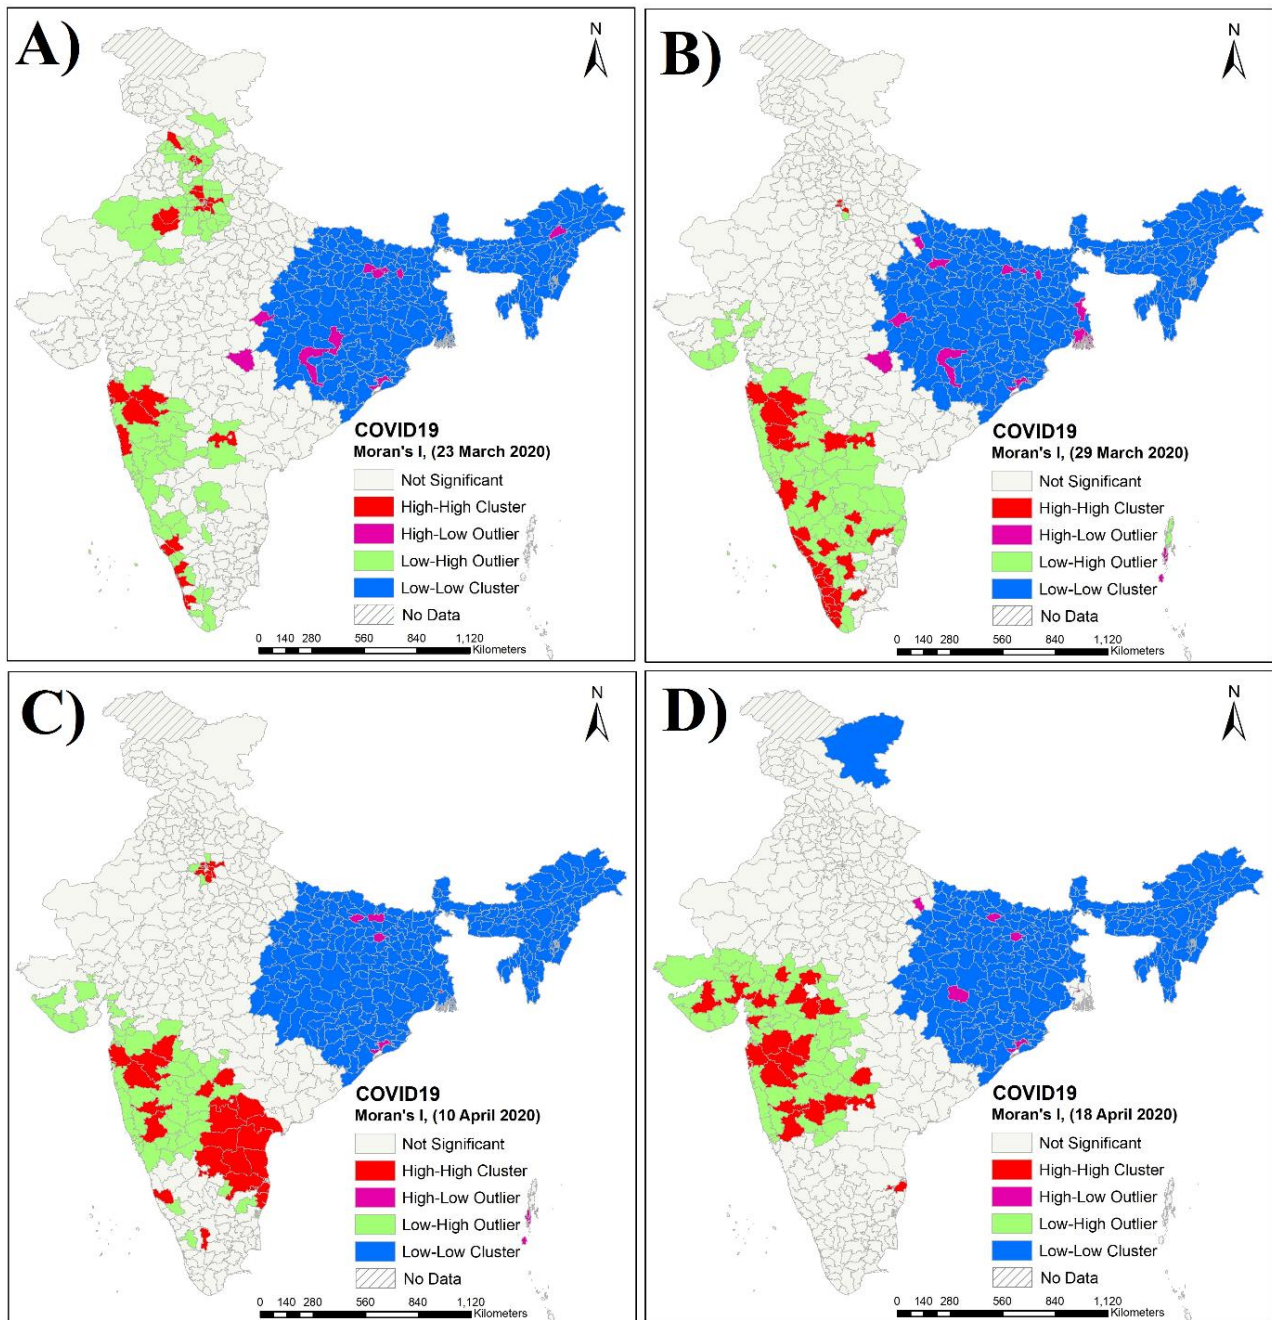 A)
N
COVID19
Moran's I, (23 March 2020)
Not Significant
High-High Cluster
High-Low Outlier
Low-High Outlier
Low-Low Cluster
No Data
0 140 280 560 840 1,120
Kilometers
B)
N
COVID19
Moran's I, (29 March 2020)
Not Significant
High-High Cluster
High-Low Outlier
Low-High Outlier
Low-Low Cluster
No Data
0 140 280 560 840 1,120
Kilometers
C)
N
COVID19
Moran's I, (10 April 2020)
Not Significant
High-High Cluster
High-Low Outlier
Low-High Outlier
Low-Low Cluster
No Data
0 140 280 560 840 1,120
Kilometers
D)
N
COVID19
Moran's I, (18 April 2020)
Not Significant
High-High Cluster
High-Low Outlier
Low-High Outlier
Low-Low Cluster
No Data
0 140 280 560 840 1,120
Kilometers